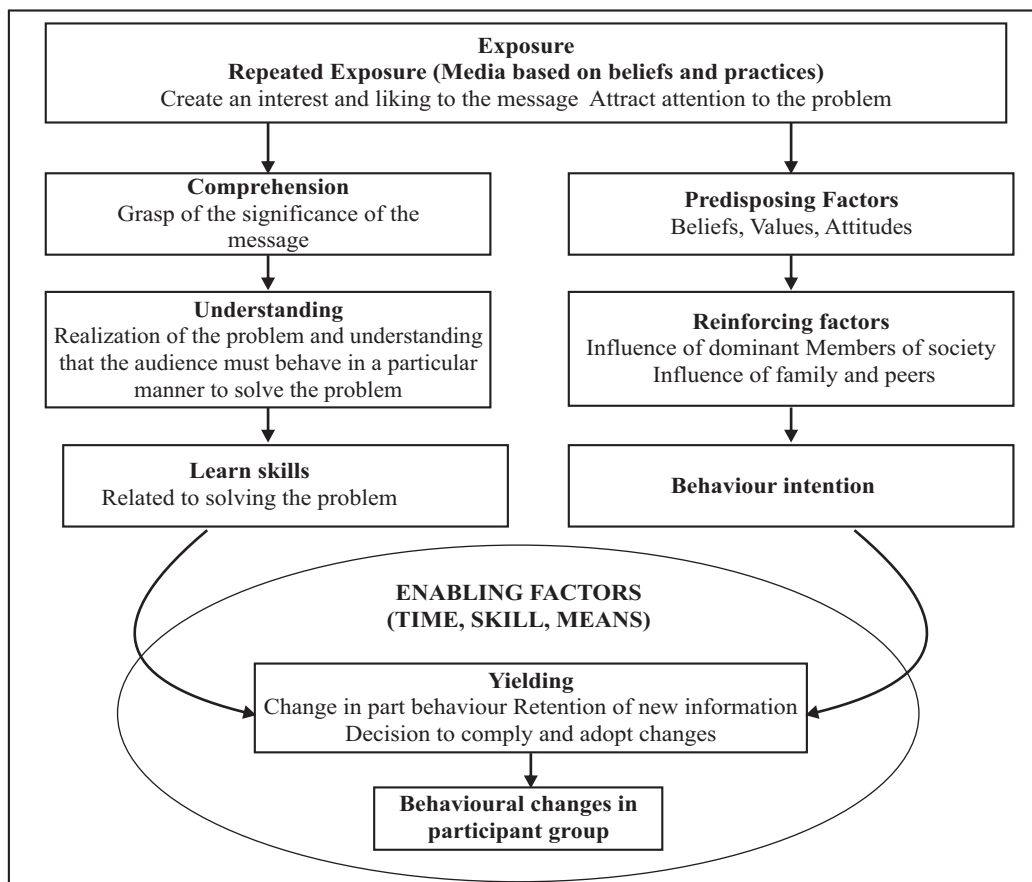 Exposure
Repeated Exposure (Media based on beliefs and practices)
Create an interest and liking to the message Attract attention to the problem
Comprehension
Grasp of the significance of the
message
Predisposing Factors
Beliefs, Values, Attitudes
Understanding
Realization of the problem and understanding
that the audience must behave in a particular
manner to solve the problem
Reinforcing factors
Influence of dominant Members of society
Influence of family and peers
Learn skills
Related to solving the problem
Behaviour intention
ENABLING FACTORS
(TIME, SKILL, MEANS)
Yielding
Change in part behaviour Retention of new information
Decision to comply and adopt changes
Behavioural changes in
participant group